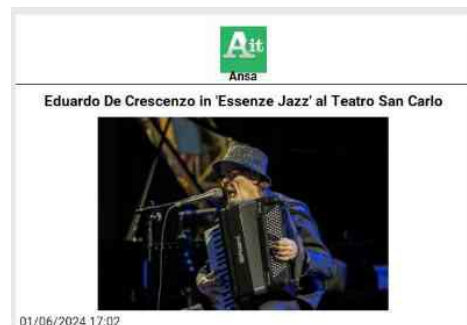 Ait
Ansa
Eduardo De Crescenzo in 'Essenze Jazz' al Teatro San Carlo
01/06/2024 17:02